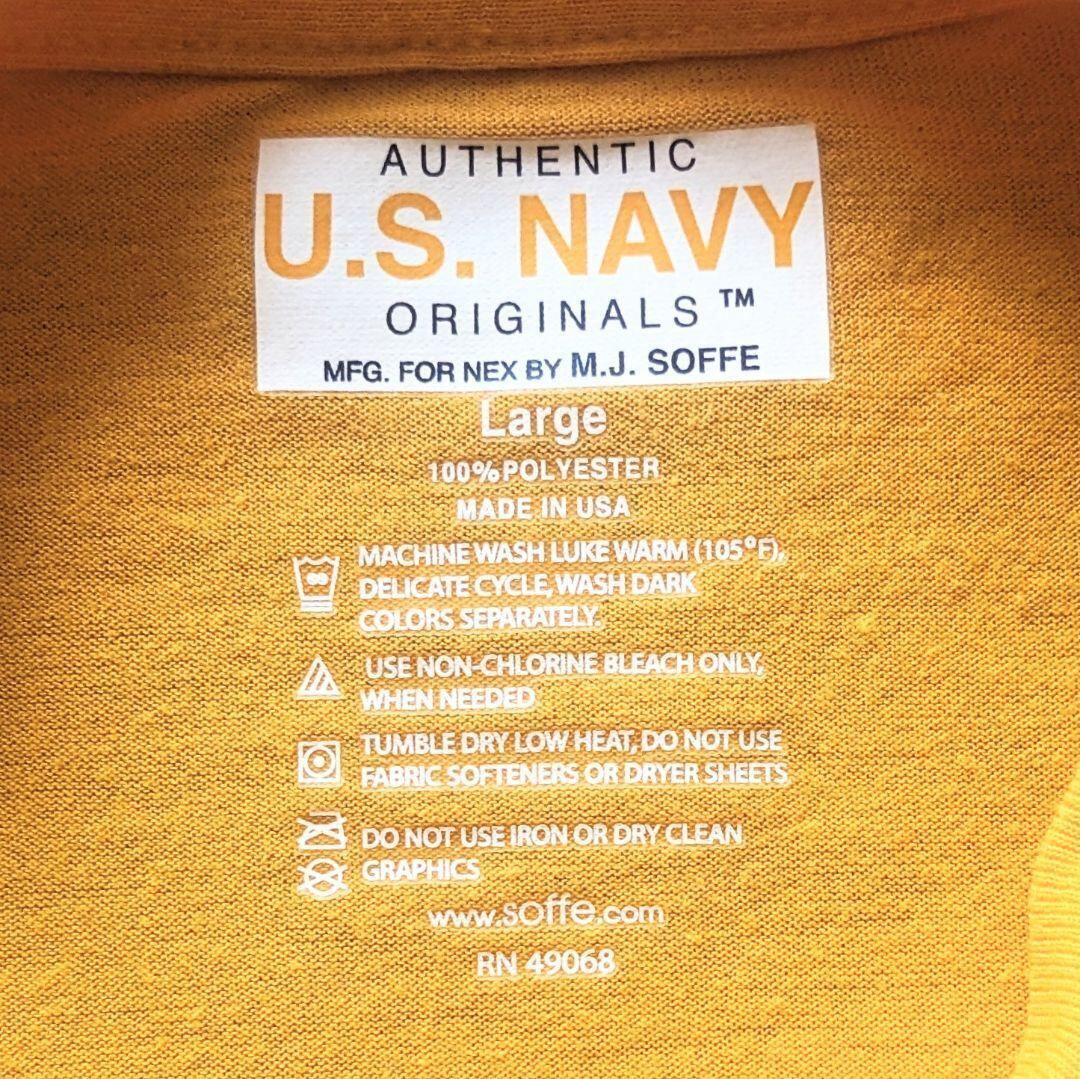 AUTHENTIC
U.S. NAVY
ORIGINALS ™
MFG. FOR NEX BY M.J. SOFFE
Large
100% POLYESTER
MADE IN USA
MACHINE WASH LUKE WARM (105°F),
DELICATE CYCLE, WASH DARK
COLORS SEPARATELY.
USE NON-CHLORINE BLEACH ONLY,
WHEN NEEDED
TUMBLE DRY LOW HEAT, DO NOT USE
FABRIC SOFTENERS OR DRYER SHEETS
DO NOT USE IRON OR DRY CLEAN
GRAPHICS
www.soffe.com
RN 49068